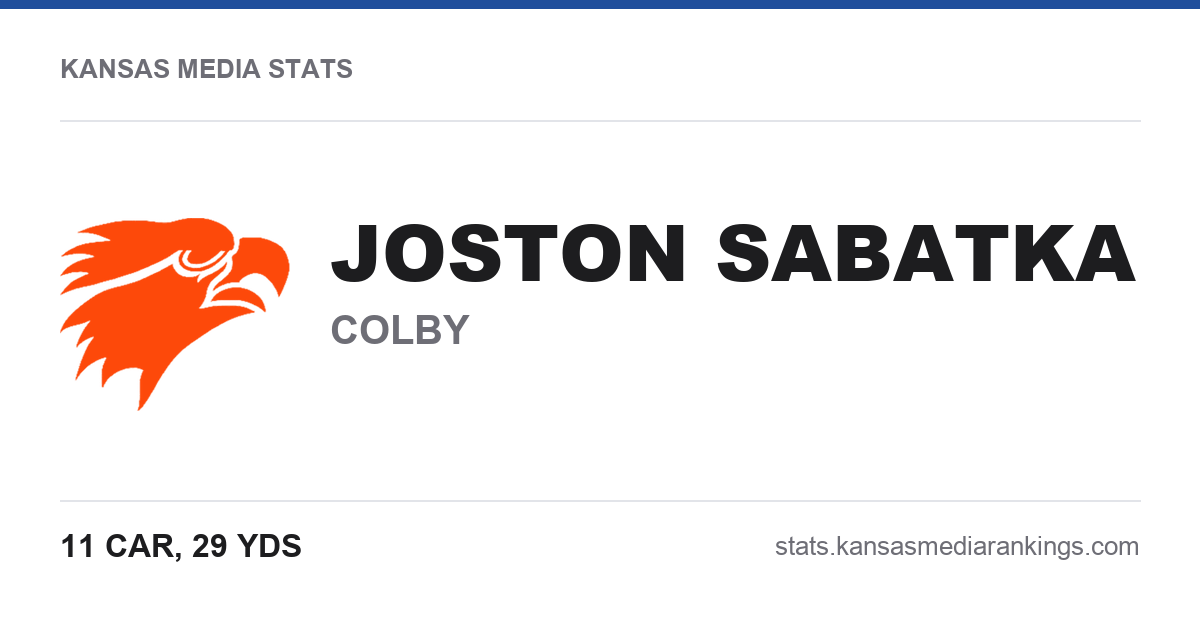 KANSAS MEDIA STATS
JOSTON SABATKA
COLBY
11 CAR, 29 YDS
stats.kansasmediarankings.com